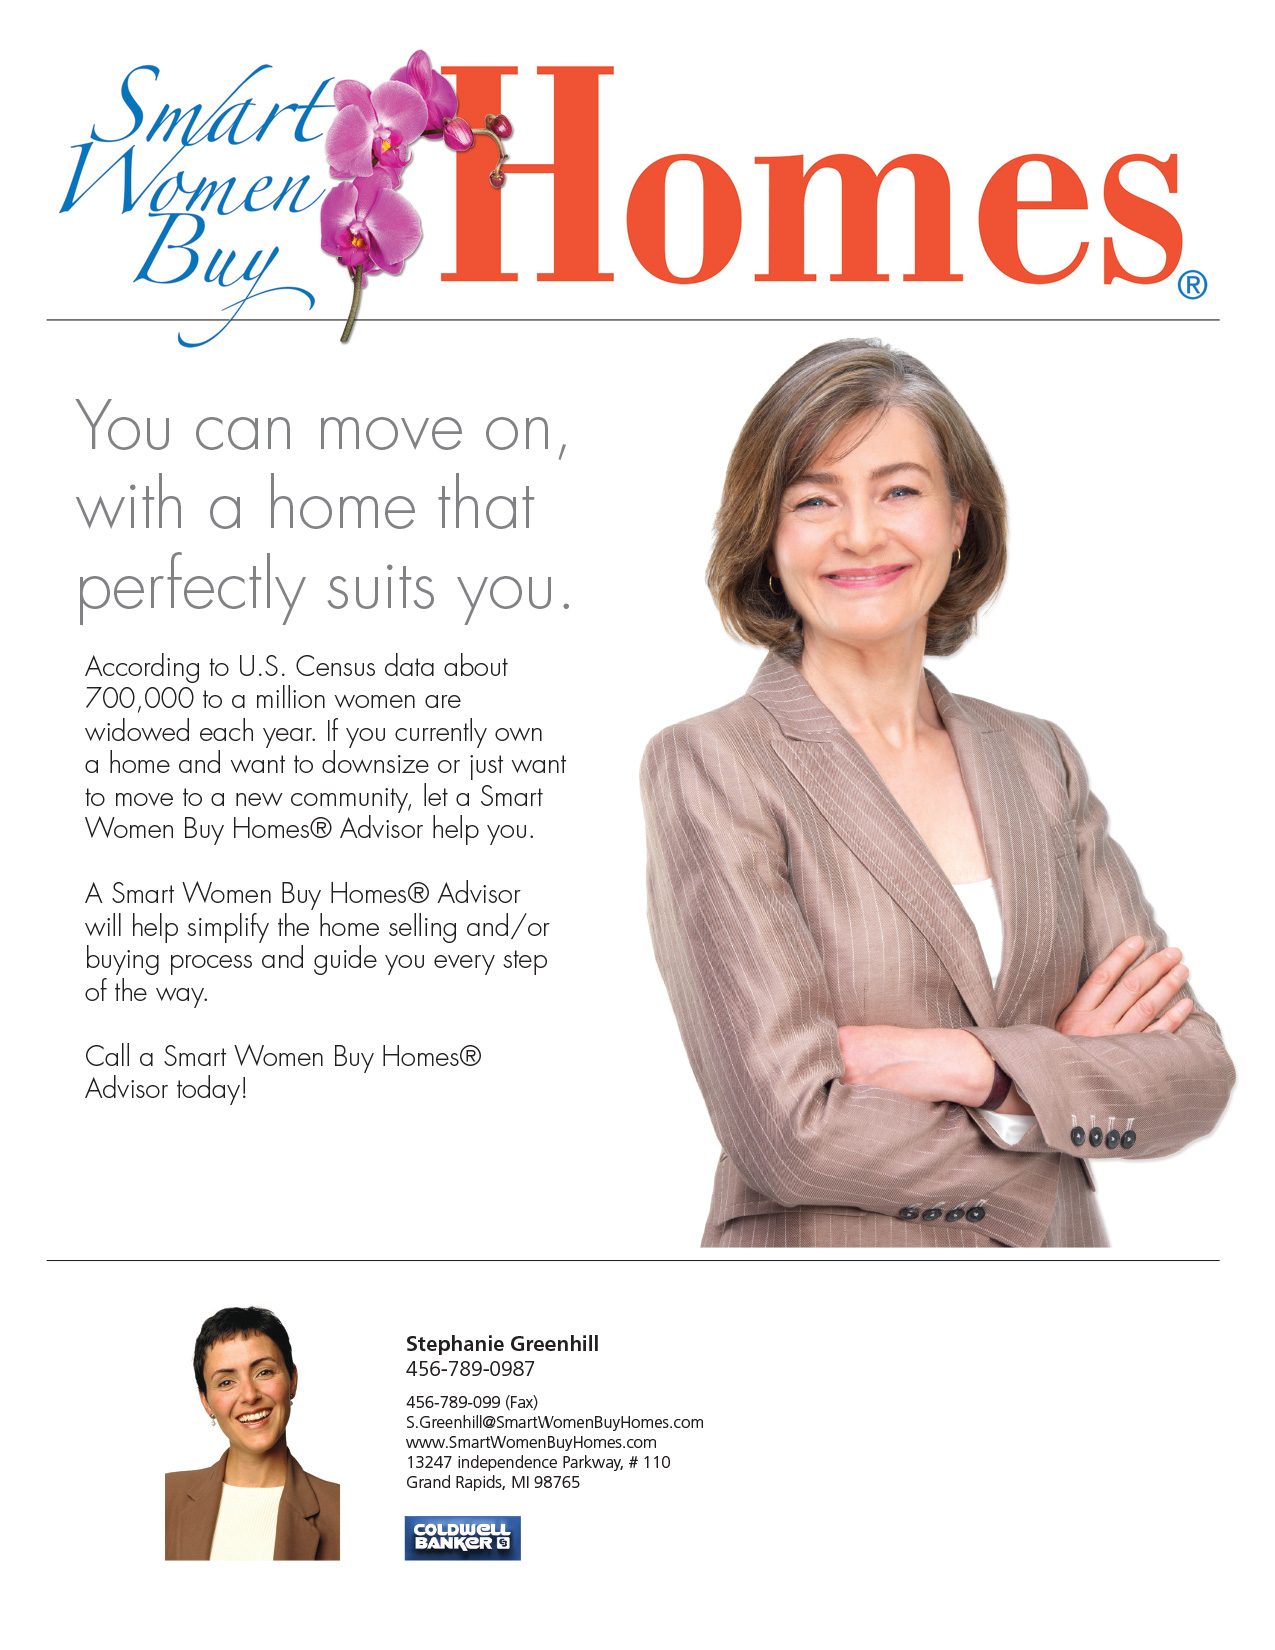 Smart
Women
Buy
Homes®
You can move on,
with a home that
perfectly suits you.
According to U.S. Census data about
700,000 to a million women are
widowed each year. If you currently own
a home and want to downsize or just want
to move to a new community, let a Smart
Women Buy Homes® Advisor help you.
A Smart Women Buy Homes® Advisor
will help simplify the home selling and/or
buying process and guide you every step
of the way.
Call a Smart Women Buy Homes®
Advisor today!
Stephanie Greenhill
456-789-0987
456-789-099 (Fax)
S.Greenhill@SmartWomenBuyHomes.com
www.SmartWomenBuyHomes.com
13247 independence Parkway, # 110
Grand Rapids, MI 98765
COLDWELL
BANKER CB